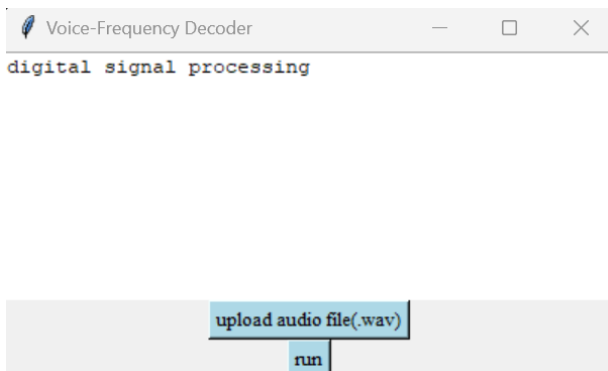 Voice-Frequency Decoder
digital signal processing
upload audio file(.wav)
run